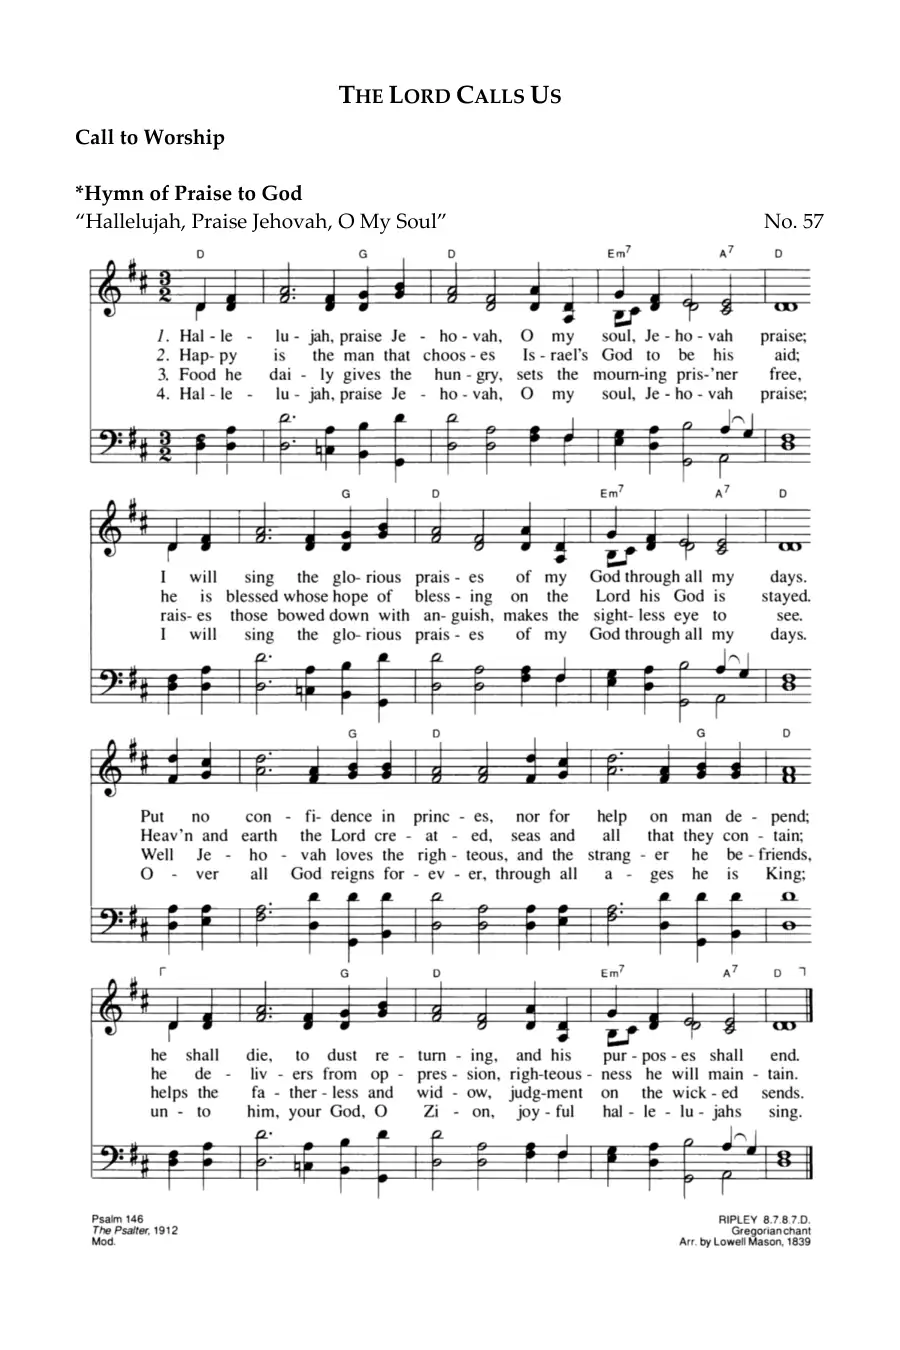 THE LORD CALLS US
Call to Worship
*Hymn of Praise to God
“Hallelujah, Praise Jehovah, O My Soul” No. 57
D G D Em7 A7 D
1. Hal - le - lu - jah, praise Je - ho - vah, O my soul, Je - ho - vah praise;
2. Hap- py is the man that choos - es Is - rael's God to be his aid;
3. Food he dai - ly gives the hun - gry, sets the mourn-ing pris-'ner free,
4. Hal - le - lu - jah, praise Je - ho - vah, O my soul, Je - ho - vah praise;
G D Em7 A7 D
I will sing the glo- rious prais - es of my God through all my days.
he is blessed whose hope of bless - ing on the Lord his God is stayed.
rais- es those bowed down with an- guish, makes the sight- less eye to see.
I will sing the glo- rious prais - es of my God through all my days.
G D G D
Put no con - fi- dence in princ - es, nor for help on man de - pend;
Heav'n and earth the Lord cre - at - ed, seas and all that they con - tain;
Well Je - ho - vah loves the righ - teous, and the strang - er he be - friends,
O - ver all God reigns for - ev - er, through all a - ges he is King;
G D Em7 A7 D
he shall die, to dust re - turn - ing, and his pur - pos - es shall end.
he de - liv - ers from op - pres - sion, righ-teous - ness he will main - tain.
helps the fa - ther - less and wid - ow, judg-ment on the wick - ed sends.
un - to him, your God, O Zi - on, joy - ful hal - le - lu - jahs sing.
Psalm 146 RIPLEY 8.7.8.7.D.
The Psalter, 1912 Gregorian chant
Mod. Arr. by Lowell Mason, 1839